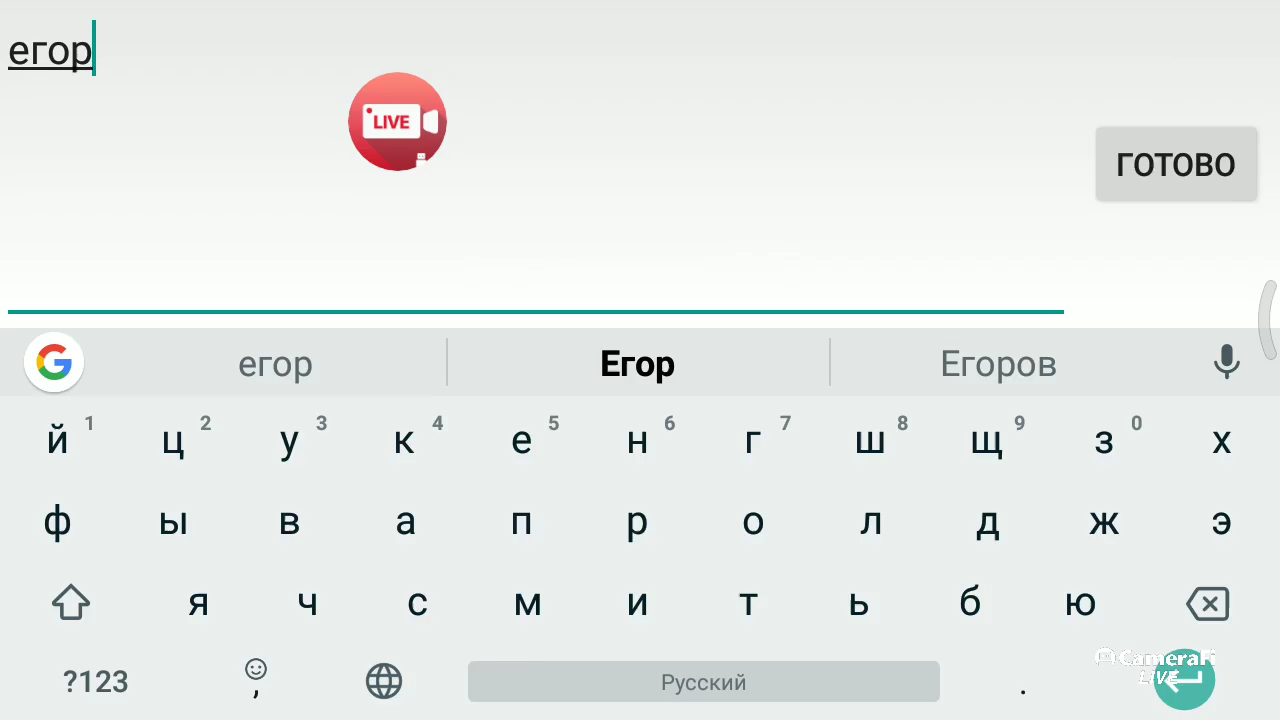 егор
LIVE
ГОТОВО
егор Егор Егоров
й 1 ц 2 у 3 к 4 е 5 н 6 г 7 ш 8 щ 9 з 0 х
ф ы в а п р о л д ж э
я ч с м и т ь б ю
?123 , Русский .
CameraFi
LIVE